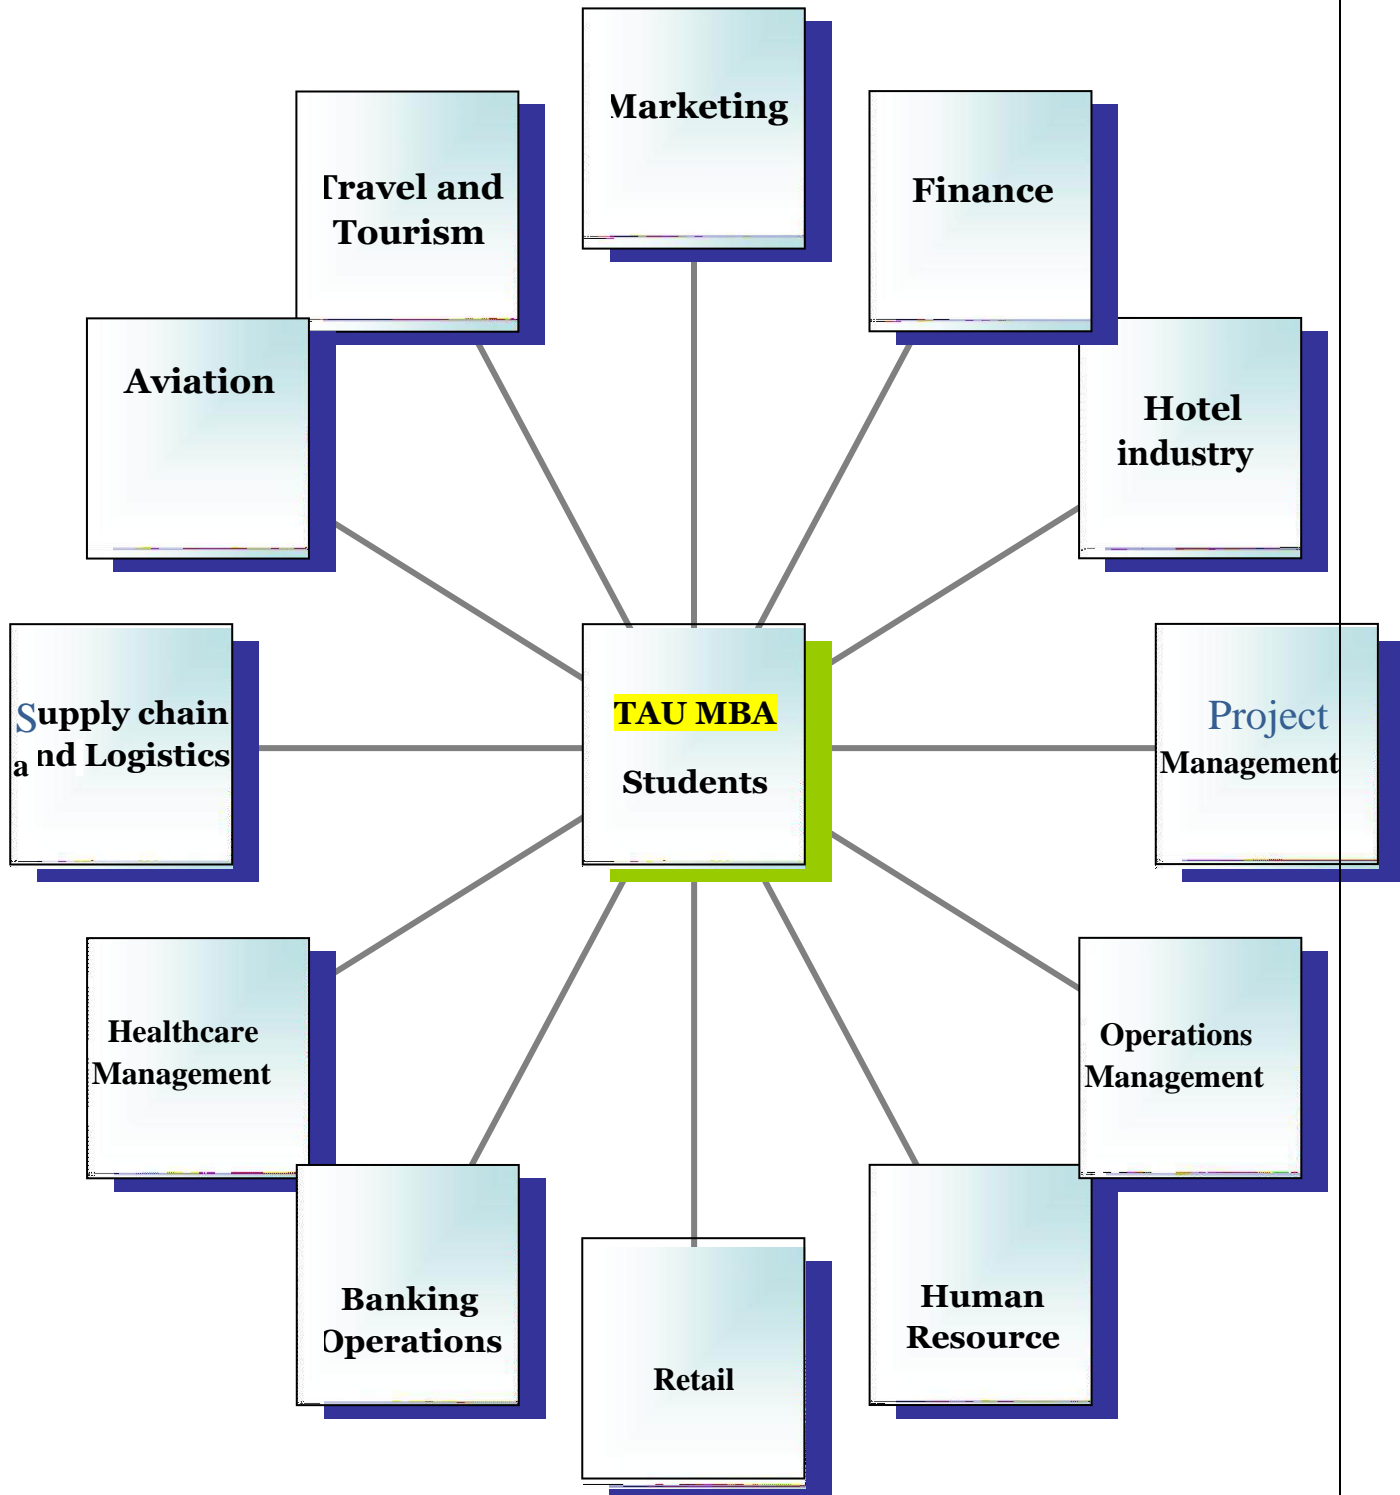 Marketing
Travel and
Tourism
Finance
Aviation
Hotel
industry
Supply chain
and Logistics
TAU MBA
Students
Project
Management
Healthcare
Management
Operations
Management
Banking
Operations
Human
Resource
Retail